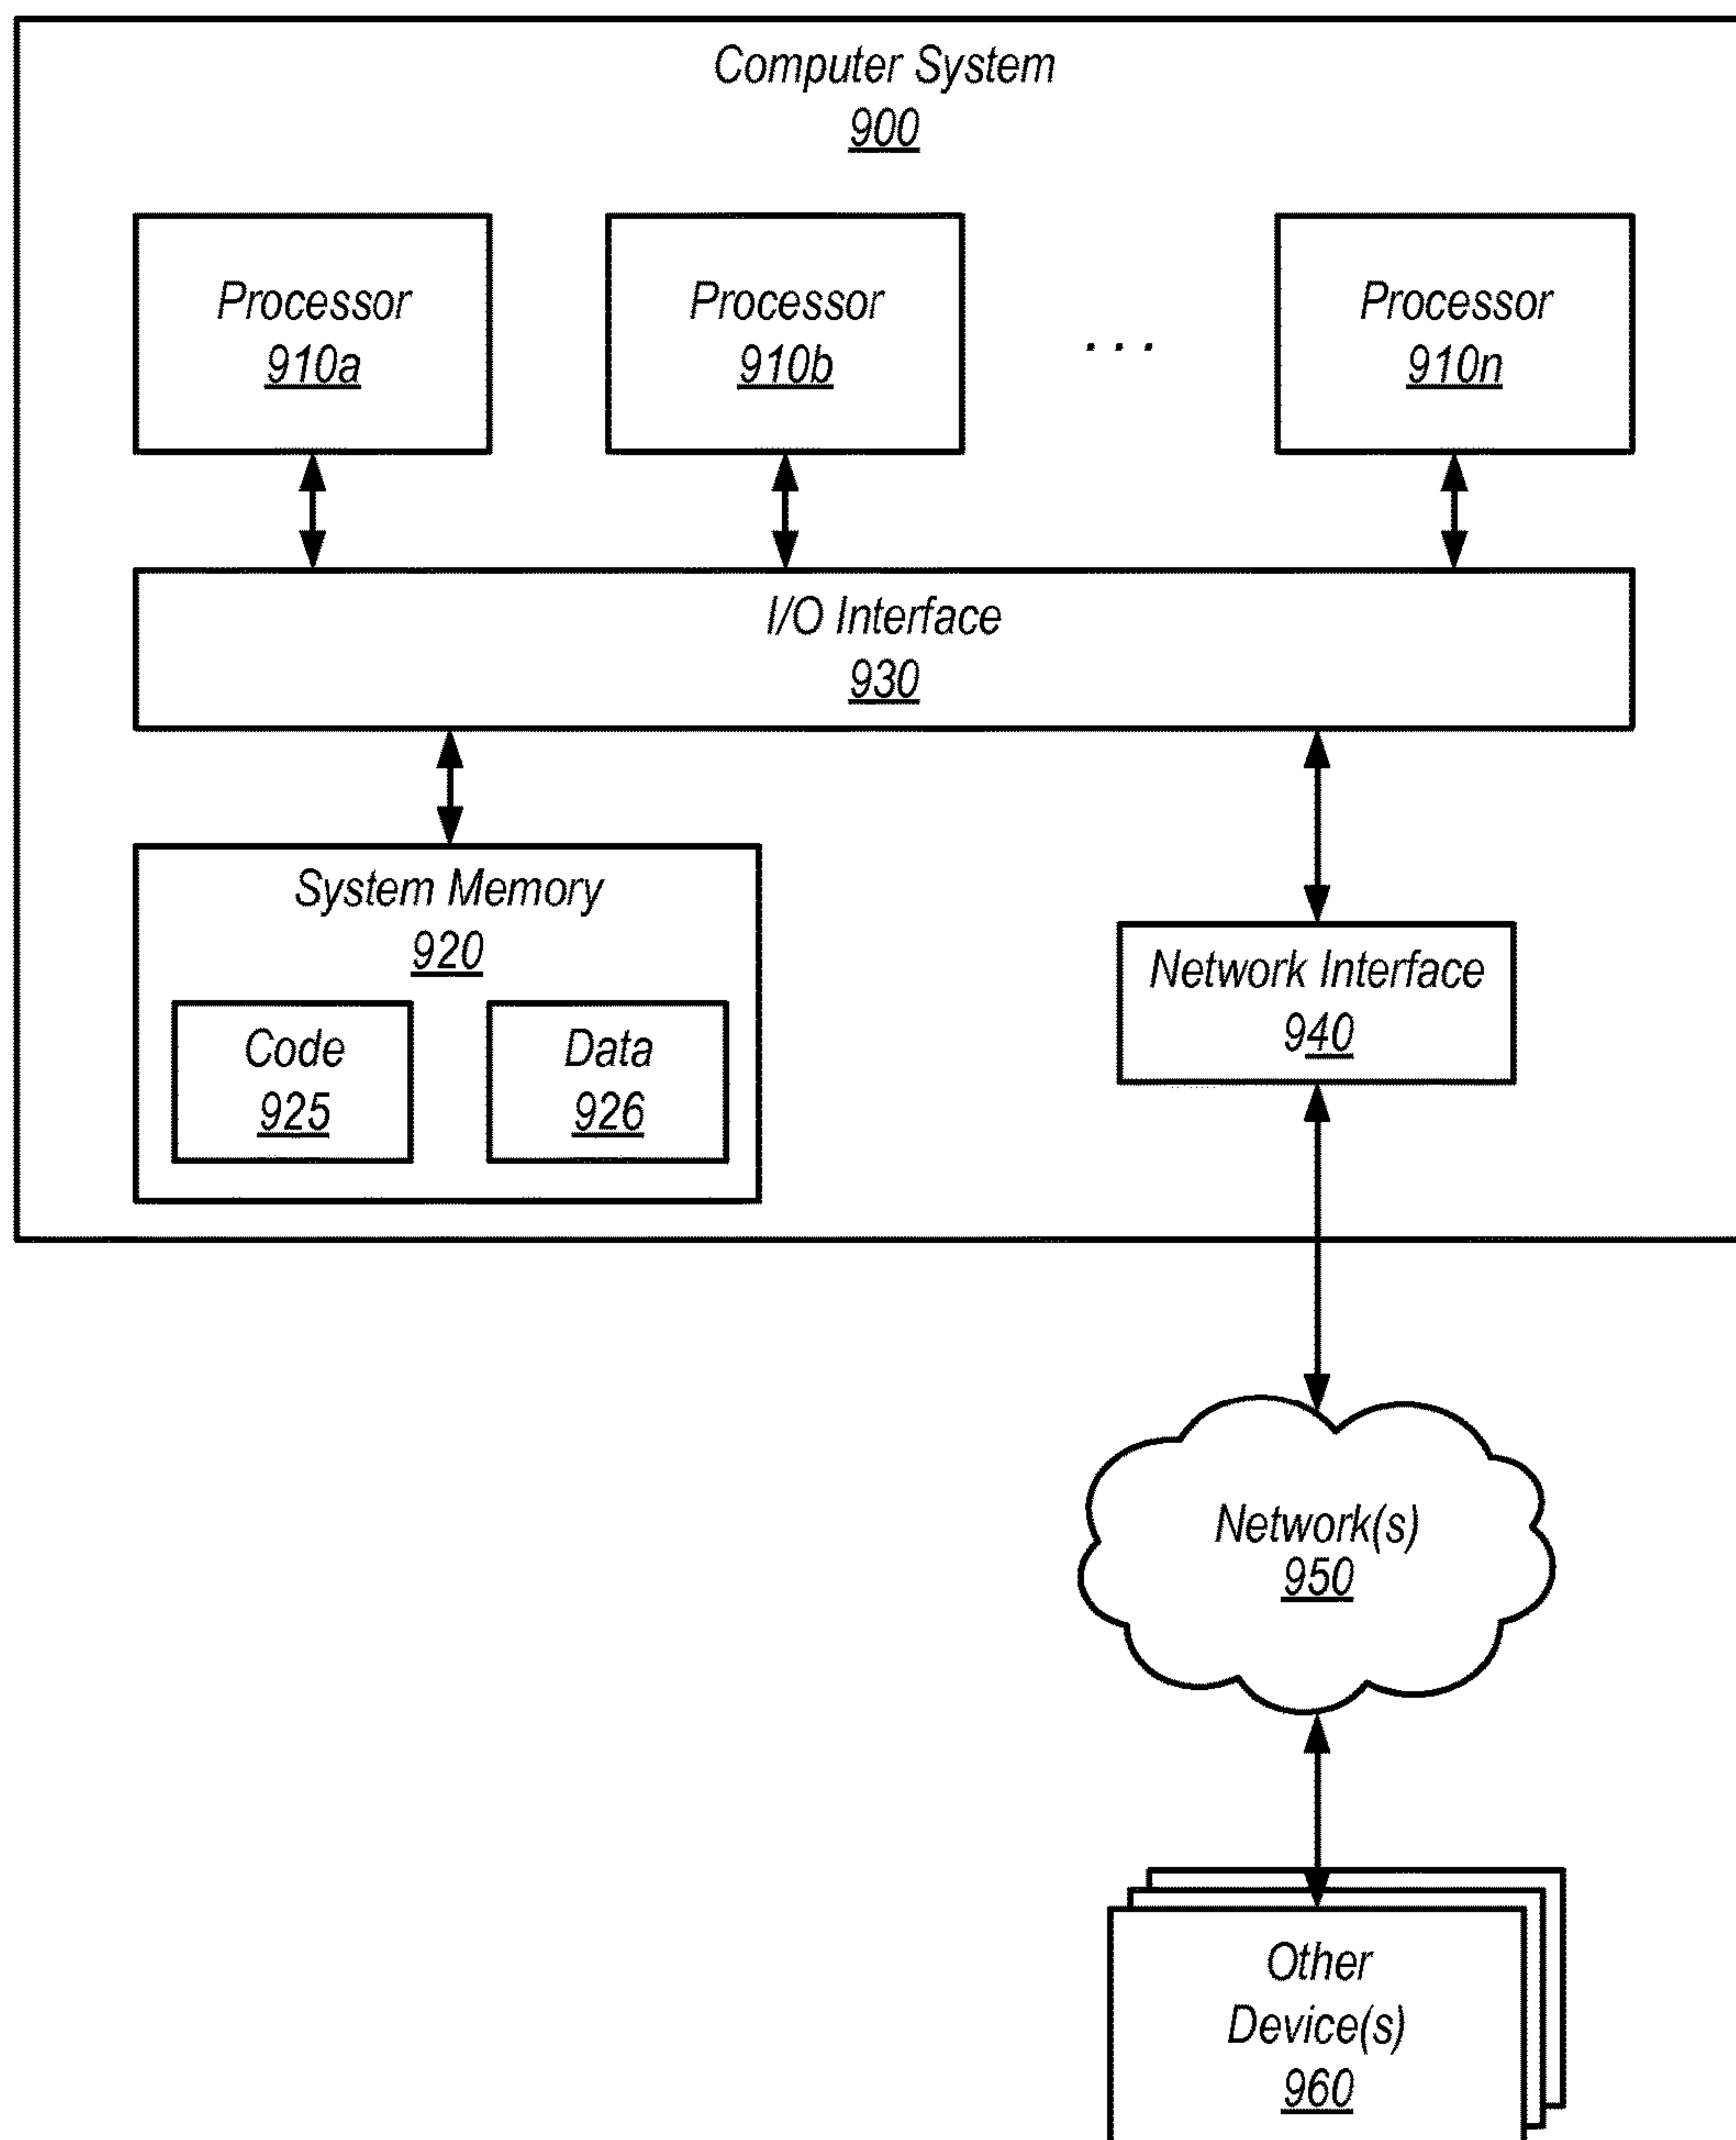 Computer System
900
Processor
910a
Processor
910b
. . .
Processor
910n
I/O Interface
930
System Memory
920
Code
925
Data
926
Network Interface
940
Network(s)
950
Other
Device(s)
960